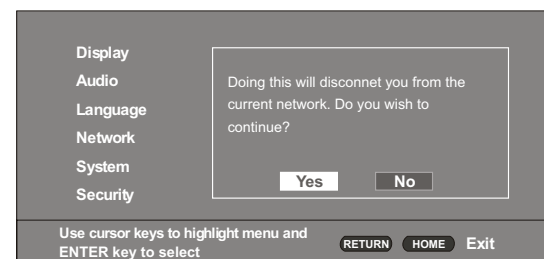 Display
Audio
Language
Network
System
Security
Doing this will disconnet you from the
current network. Do you wish to
continue?
Yes No
Use cursor keys to highlight menu and
ENTER key to select
RETURN HOME Exit